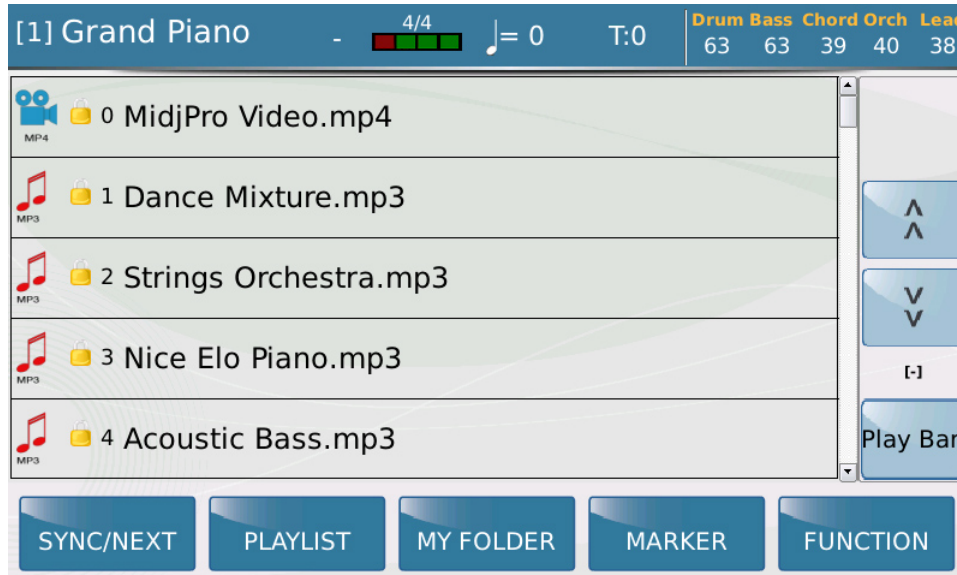 [1] Grand Piano - 4/4 = 0 T:0
Drum Bass Chord Orch Lead
63 63 39 40 38
MP4 0 MidjPro Video.mp4
MP3 1 Dance Mixture.mp3
MP3 2 Strings Orchestra.mp3
MP3 3 Nice Elo Piano.mp3
MP3 4 Acoustic Bass.mp3
[-]
Play Bar
SYNC/NEXT PLAYLIST MY FOLDER MARKER FUNCTION